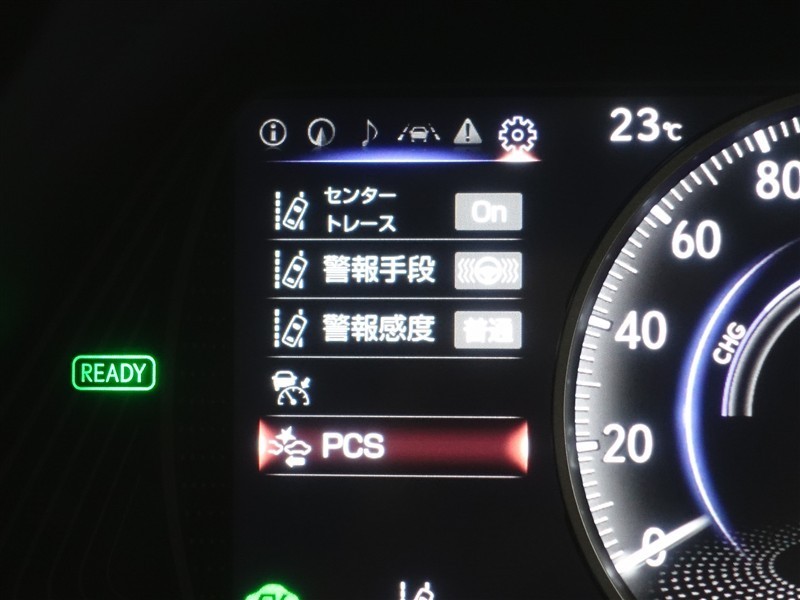 23℃
センター
トレース
On
警報手段
警報感度
普通
PCS
READY
80
60
40
20
0
CHG